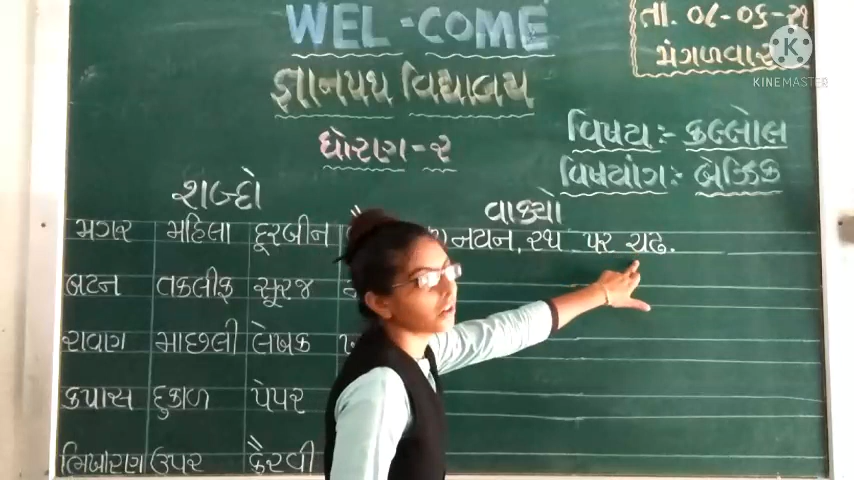 WEL - COME
તા. ૦૮-૦૬-૨૧
મંગળવાર
KINEMASTER
જ્ઞાનપથ વિદ્યાલય
ધોરણ - ૨
વિષય :- કલ્લોલ
વિષયાંગ :- બેઝિક
શબ્દો
વાક્યો
મગર મહિલા દૂરબીન નયન, રથ પર ચઢે.
બટન તકલીફ સૂરજ
રાવાગ માછલી લેખક
કપાસ દુકાળ પેપર
ભિખારણ ઉપર ભૈરવી